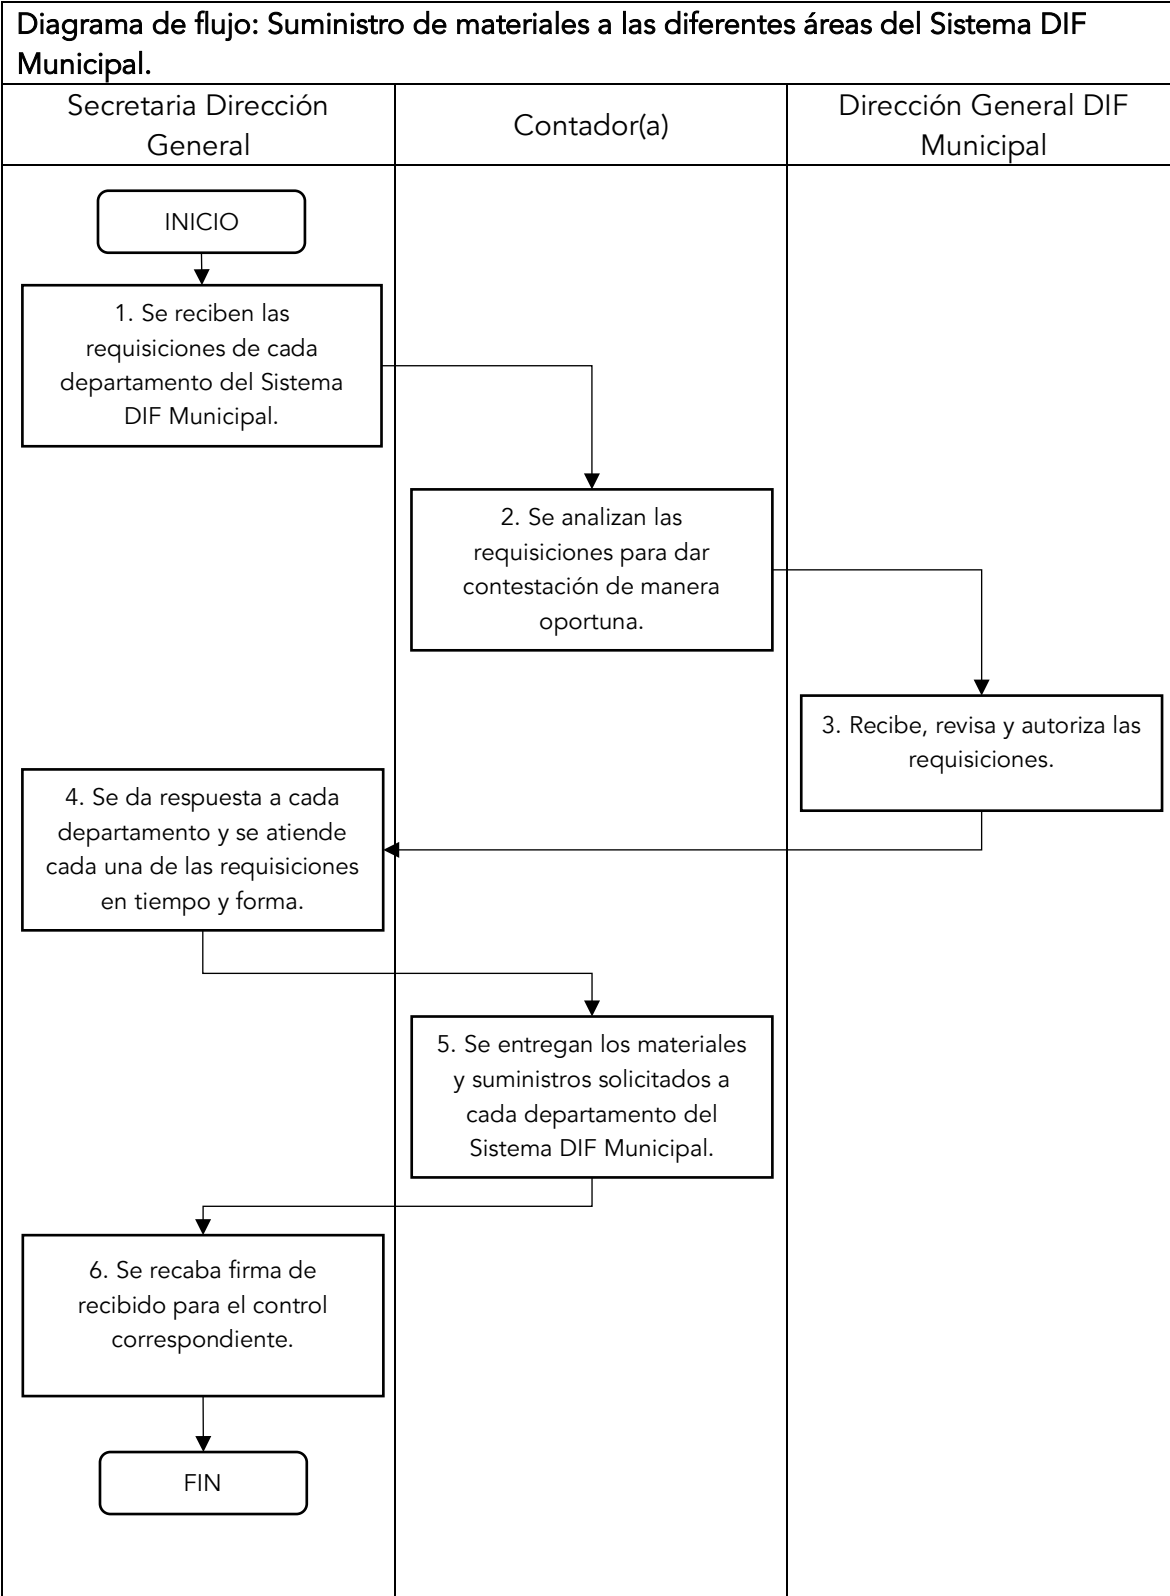 Diagrama de flujo: Suministro de materiales a las diferentes áreas del Sistema DIF
Municipal.
Secretaria Dirección
General
Contador(a)
Dirección General DIF
Municipal
INICIO
1. Se reciben las
requisiciones de cada
departamento del Sistema
DIF Municipal.
2. Se analizan las
requisiciones para dar
contestación de manera
oportuna.
3. Recibe, revisa y autoriza las
requisiciones.
4. Se da respuesta a cada
departamento y se atiende
cada una de las requisiciones
en tiempo y forma.
5. Se entregan los materiales
y suministros solicitados a
cada departamento del
Sistema DIF Municipal.
6. Se recaba firma de
recibido para el control
correspondiente.
FIN